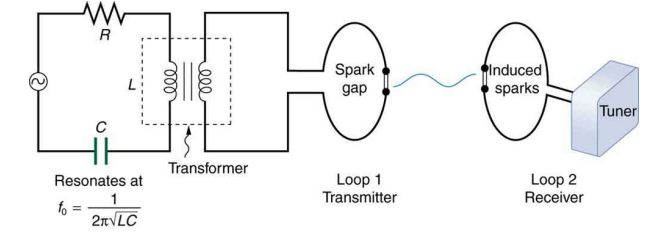 R
L
C
Transformer
Resonates at
f₀ = 1 / 2π√LC
Spark
gap
Loop 1
Transmitter
Induced
sparks
Tuner
Loop 2
Receiver